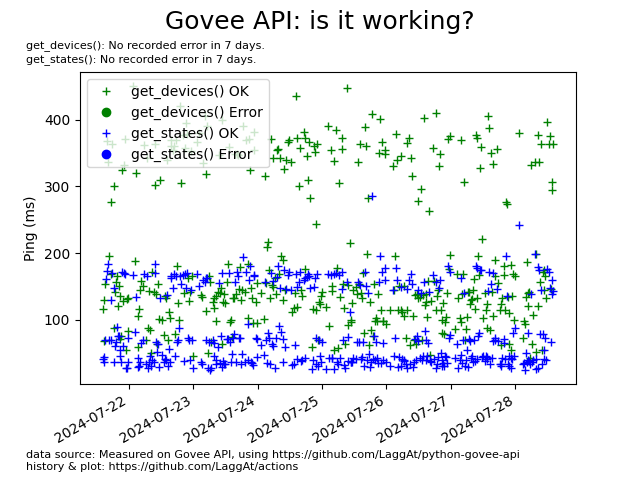 Govee API: is it working?
get_devices(): No recorded error in 7 days.
get_states(): No recorded error in 7 days.
get_devices() OK
get_devices() Error
get_states() OK
get_states() Error
Ping (ms)
400
300
200
100
2024-07-22
2024-07-23
2024-07-24
2024-07-25
2024-07-26
2024-07-27
2024-07-28
data source: Measured on Govee API, using https://github.com/LaggAt/python-govee-api
history & plot: https://github.com/LaggAt/actions